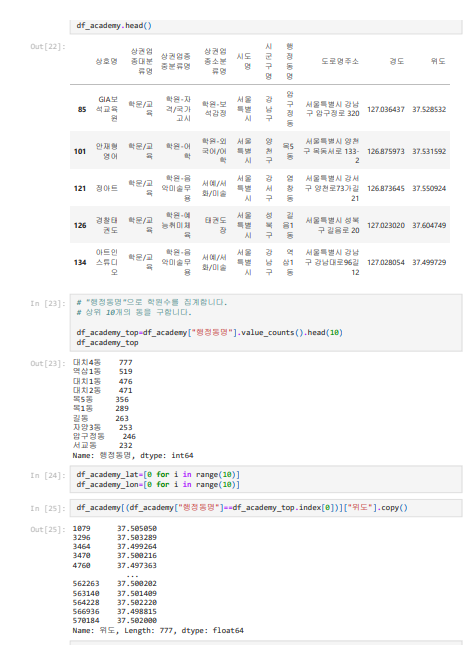 df_academy.head()
Out[22]:
상호명 상권업종대분류명 상권업종중분류명 상권업종소분류명 시도명 시군구명 행정동명 도로명주소 경도 위도
85 GIA보석교육원 학문/교육 학원-자격/국가고시 학원-보석감정 서울특별시 강남구 압구정동 서울특별시 강남구 압구정로 320 127.036437 37.528532
101 인재형영어 학문/교육 학원-어학 학원-외국어/어학 서울특별시 양천구 목5동 서울특별시 양천구 목동서로 133-2 126.875973 37.531592
121 정아트 학문/교육 학원-음악미술무용 서예/서화/미술 서울특별시 강서구 염창동 서울특별시 강서구 양천로73가길 21 126.873645 37.550924
126 경찰태권도 학문/교육 학원-예능취미체육 태권도장 서울특별시 성북구 길음1동 서울특별시 성북구 길음로 20 127.023020 37.604749
134 아트인스튜디오 학문/교육 학원-음악미술무용 서예/서화/미술 서울특별시 강남구 역삼1동 서울특별시 강남구 강남대로96길 12 127.028054 37.499729
In [23]:
# "행정동명"으로 학원수를 집계합니다.
# 상위 10개의 동을 구합니다.
df_academy_top=df_academy["행정동명"].value_counts().head(10)
df_academy_top
Out[23]:
대치4동 777
역삼1동 519
대치1동 476
대치2동 471
목5동 356
목1동 289
길동 263
자양3동 253
압구정동 246
서교동 232
Name: 행정동명, dtype: int64
In [24]:
df_academy_lat=[0 for i in range(10)]
df_academy_lon=[0 for i in range(10)]
In [25]:
df_academy[(df_academy["행정동명"]==df_academy_top.index[0])]["위도"].copy()
Out[25]:
1079 37.505050
3296 37.503289
3464 37.499264
3470 37.500216
4760 37.497363
...
562263 37.500202
563140 37.501409
564228 37.502220
566936 37.498815
570184 37.502000
Name: 위도, Length: 777, dtype: float64